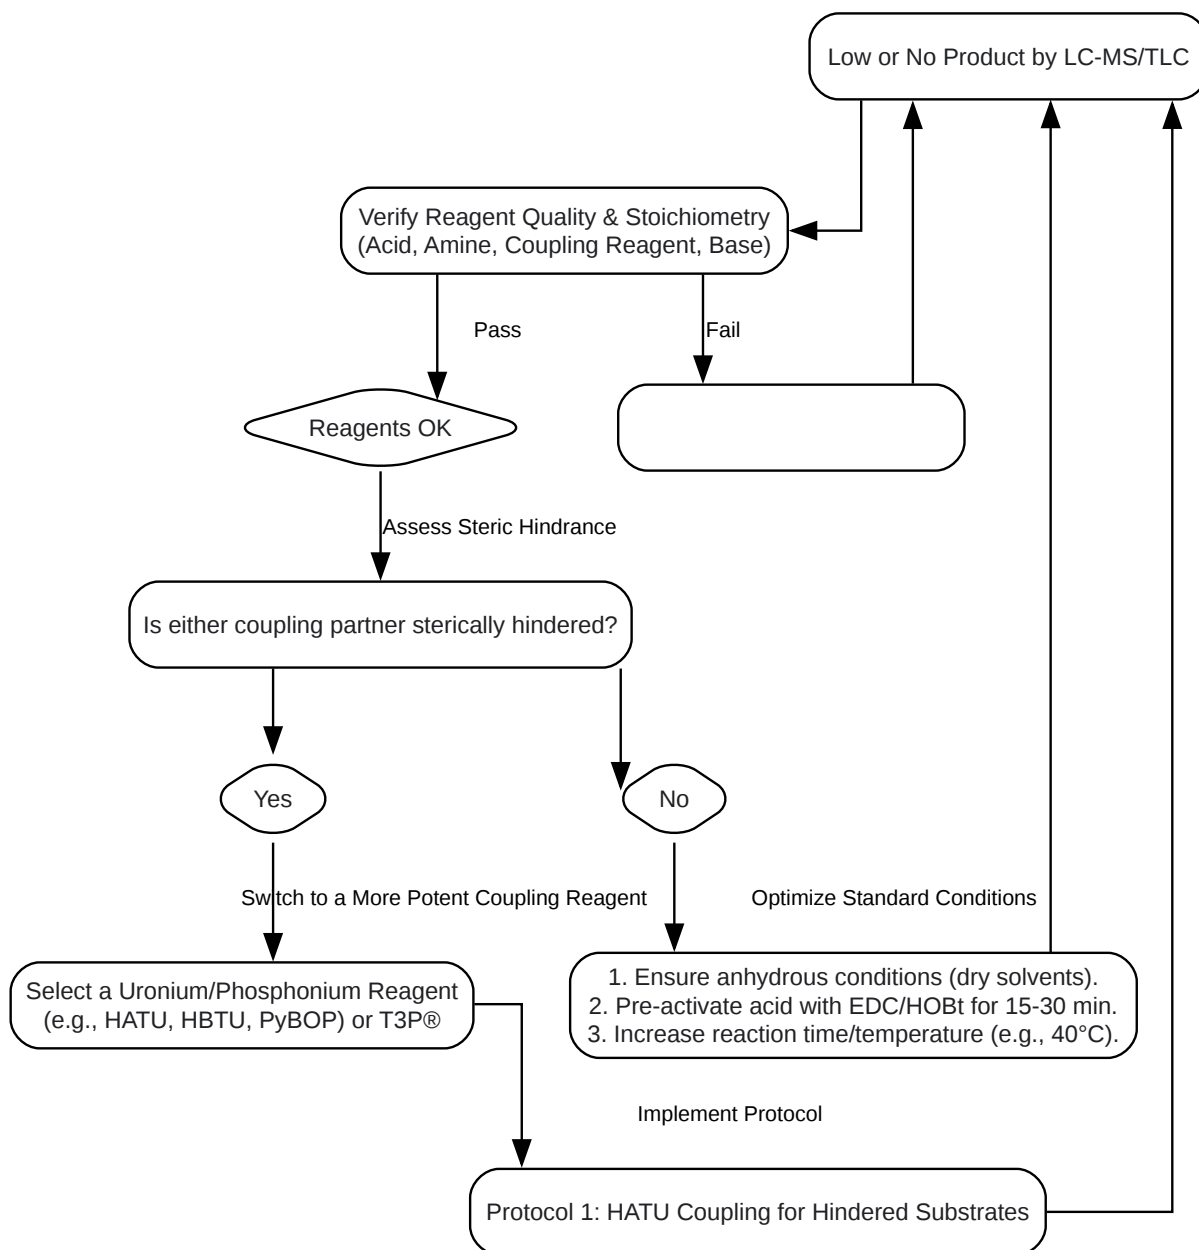 Low or No Product by LC-MS/TLC
Verify Reagent Quality & Stoichiometry
(Acid, Amine, Coupling Reagent, Base)
Pass
Fail
Reagents OK
Assess Steric Hindrance
Is either coupling partner sterically hindered?
Yes
No
Switch to a More Potent Coupling Reagent
Optimize Standard Conditions
Select a Uronium/Phosphonium Reagent
(e.g., HATU, HBTU, PyBOP) or T3P®
1. Ensure anhydrous conditions (dry solvents).
2. Pre-activate acid with EDC/HOBt for 15-30 min.
3. Increase reaction time/temperature (e.g., 40°C).
Implement Protocol
Protocol 1: HATU Coupling for Hindered Substrates